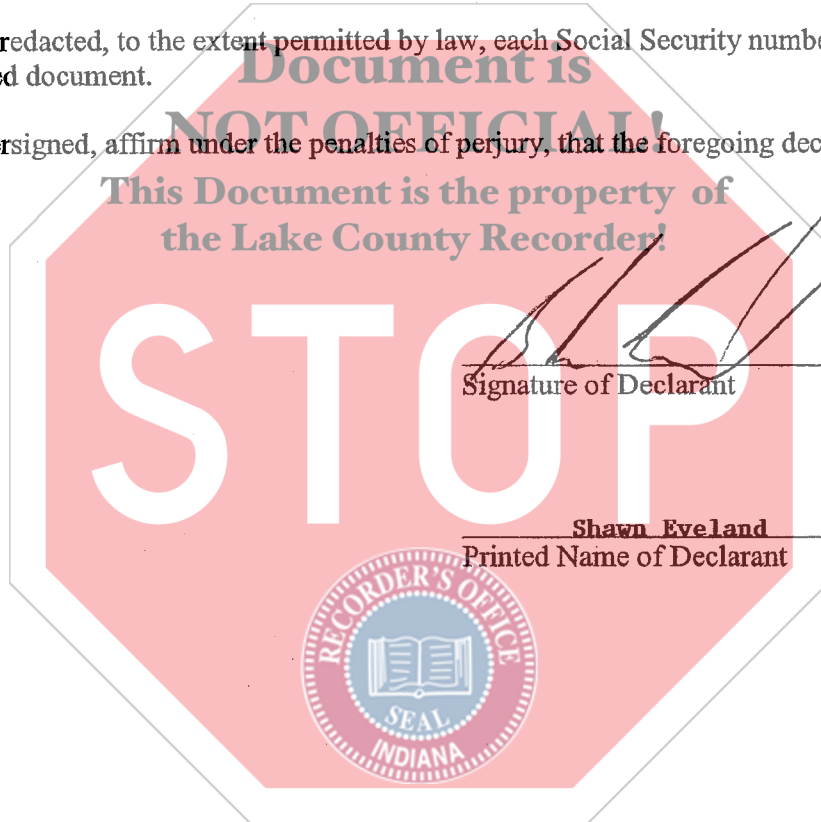 redacted, to the extent permitted by law, each Social Security numbe
ed document.
Document is
NOT OFFICIAL!
ersigned, affirm under the penalties of perjury, that the foregoing dec
This Document is the property of
the Lake County Recorder!
STOP
Signature of Declarant
Shawn Eveland
Printed Name of Declarant
RECORDER'S OFFICE
SEAL
INDIANA